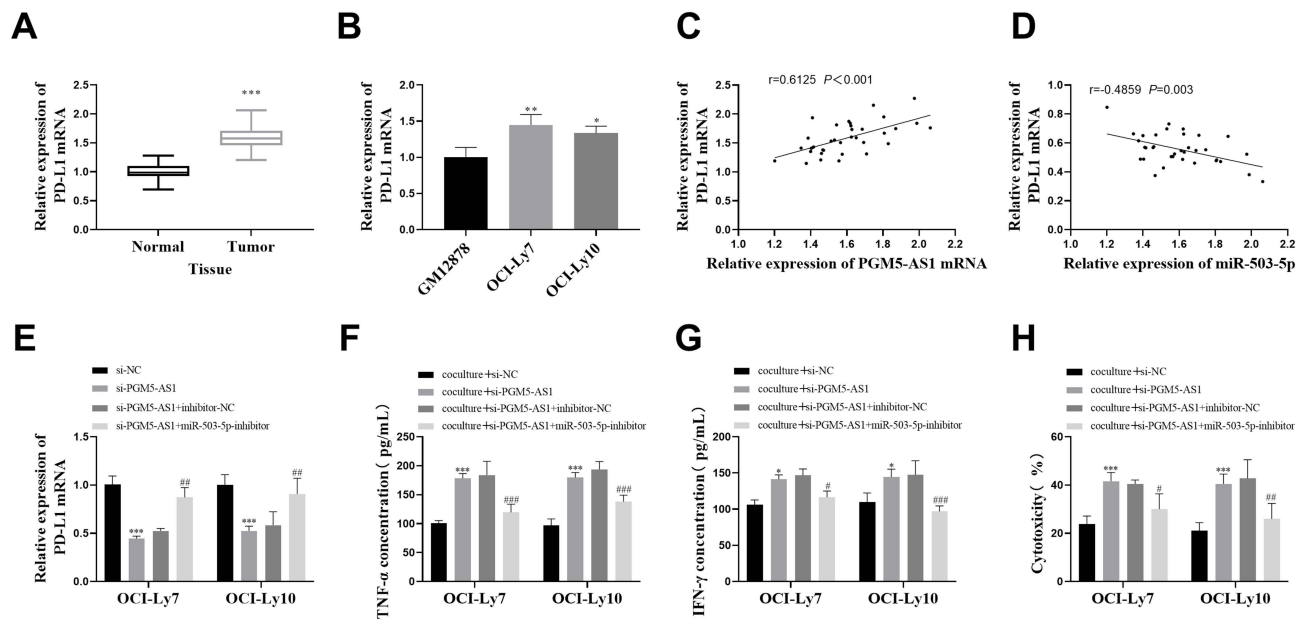 A
Relative expression of
PD-L1 mRNA
2.5
2.0
1.5
1.0
0.5
0.0
***
Normal
Tumor
Tissue
B
Relative expression of
PD-L1 mRNA
2.0
1.5
1.0
0.5
0.0
**
*
GM12878
OCI-Ly7
OCI-Ly10
C
Relative expression of
PD-L1 mRNA
2.5
2.0
1.5
1.0
0.5
0.0
r=0.6125 P<0.001
1.0
1.2
1.4
1.6
1.8
2.0
2.2
Relative expression of PGM5-AS1 mRNA
D
Relative expression of
PD-L1 mRNA
1.0
0.8
0.6
0.4
0.2
0.0
r=-0.4859 P=0.003
1.0
1.2
1.4
1.6
1.8
2.0
2.2
Relative expression of miR-503-5p
E
si-NC
si-PGM5-AS1
si-PGM5-AS1+inhibitor-NC
si-PGM5-AS1+miR-503-5p-inhibitor
Relative expression of
PD-L1 mRNA
1.5
1.0
0.5
0.0
***
##
***
##
OCI-Ly7
OCI-Ly10
F
coculture+si-NC
coculture+si-PGM5-AS1
coculture+si-PGM5-AS1+inhibitor-NC
coculture+si-PGM5-AS1+miR-503-5p-inhibitor
TNF-α concentration( pg/mL)
250
200
150
100
50
0
***
###
***
###
OCI-Ly7
OCI-Ly10
G
coculture+si-NC
coculture+si-PGM5-AS1
coculture+si-PGM5-AS1+inhibitor-NC
coculture+si-PGM5-AS1+miR-503-5p-inhibitor
IFN-γ concentration( pg/mL)
200
150
100
50
0
*
#
*
###
OCI-Ly7
OCI-Ly10
H
coculture+si-NC
coculture+si-PGM5-AS1
coculture+si-PGM5-AS1+inhibitor-NC
coculture+si-PGM5-AS1+miR-503-5p-inhibitor
Cytotoxicity( %)
60
40
20
0
***
#
***
##
OCI-Ly7
OCI-Ly10